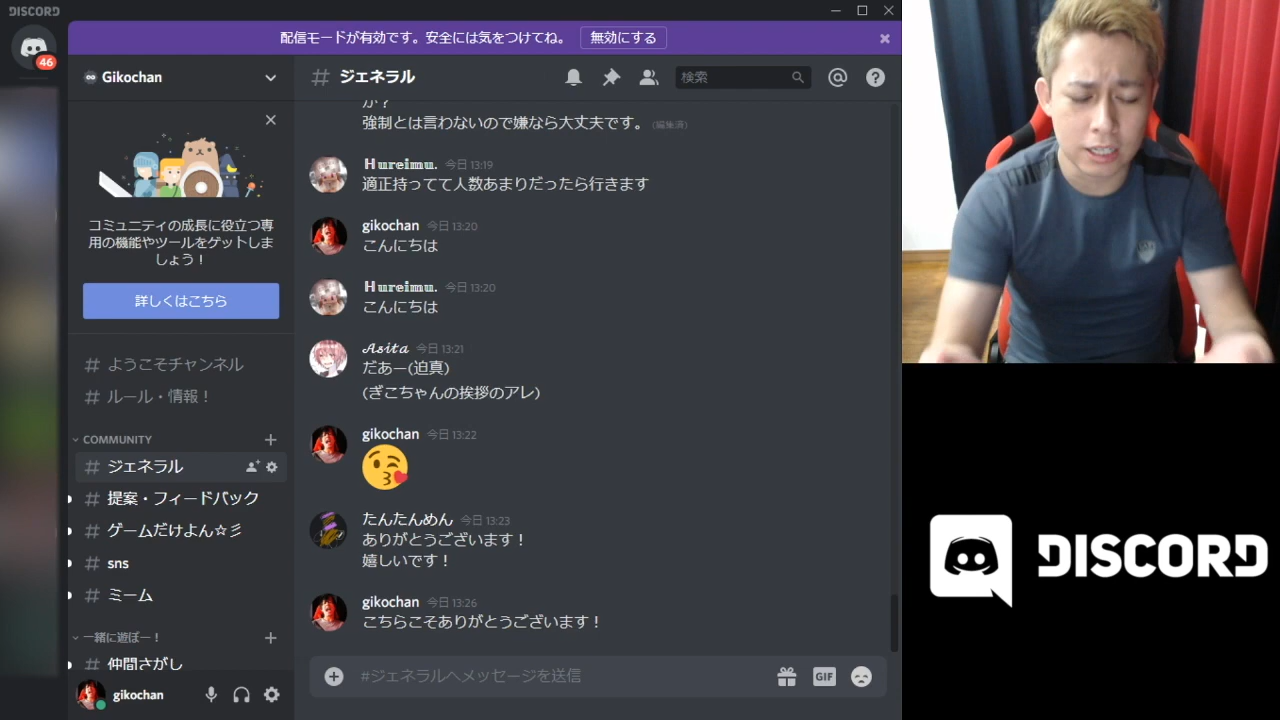 DISCORD
46
配信モードが有効です。安全には気をつけてね。 無効にする
Gikochan
ジェネラル
検索
コミュニティの成長に役立つ専
用の機能やツールをゲットしま
しょう！
詳しくはこちら
# ようこそチャンネル
# ルール・情報！
COMMUNITY
# ジェネラル
# 提案・フィードバック
# ゲームだけよん☆彡
# sns
# ミーム
一緒に遊ぼー！
# 仲間さがし
gikochan
か？
強制とは言わないので嫌なら大丈夫です。 (編集済)
ℍ𝕦𝕣𝕖𝕚𝕞𝕦. 今日 13:19
適正持ってて人数あまりだったら行きます
gikochan 今日 13:20
こんにちは
ℍ𝕦𝕣𝕖𝕚𝕞𝕦. 今日 13:20
こんにちは
𝓐𝓼𝓲𝓽𝓪 今日 13:21
だあー(迫真)
(ぎこちゃんの挨拶のアレ)
gikochan 今日 13:22
たんたんめん 今日 13:23
ありがとうございます！
嬉しいです！
gikochan 今日 13:26
こちらこそありがとうございます！
#ジェネラルへメッセージを送信
GIF
DISCORD